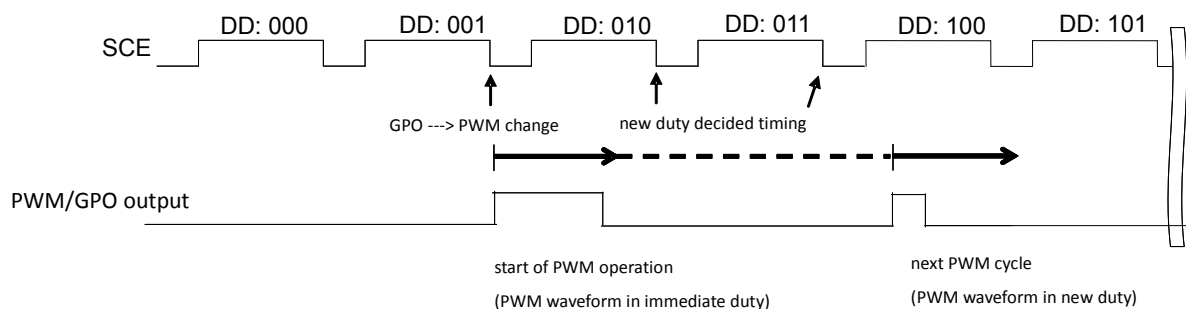 DD: 000 DD: 001 DD: 010 DD: 011 DD: 100 DD: 101
SCE
GPO ---> PWM change new duty decided timing
PWM/GPO output
start of PWM operation next PWM cycle
(PWM waveform in immediate duty) (PWM waveform in new duty)